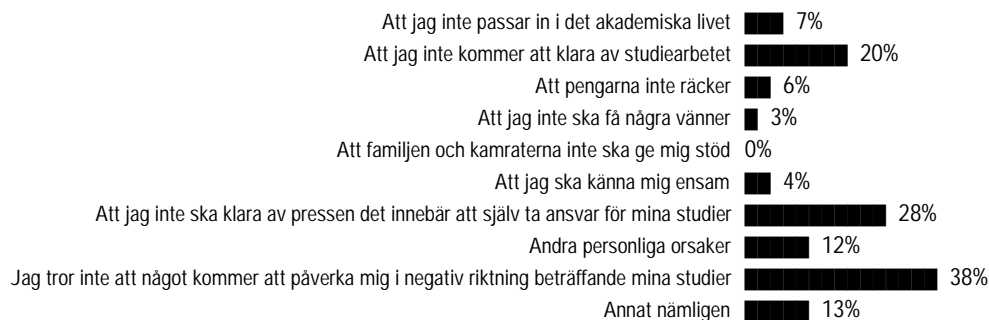 Att jag inte passar in i det akademiska livet 7%
Att jag inte kommer att klara av studiearbetet 20%
Att pengarna inte räcker 6%
Att jag inte ska få några vänner 3%
Att familjen och kamraterna inte ska ge mig stöd 0%
Att jag ska känna mig ensam 4%
Att jag inte ska klara av pressen det innebär att själv ta ansvar för mina studier 28%
Andra personliga orsaker 12%
Jag tror inte att något kommer att påverka mig i negativ riktning beträffande mina studier 38%
Annat nämligen 13%